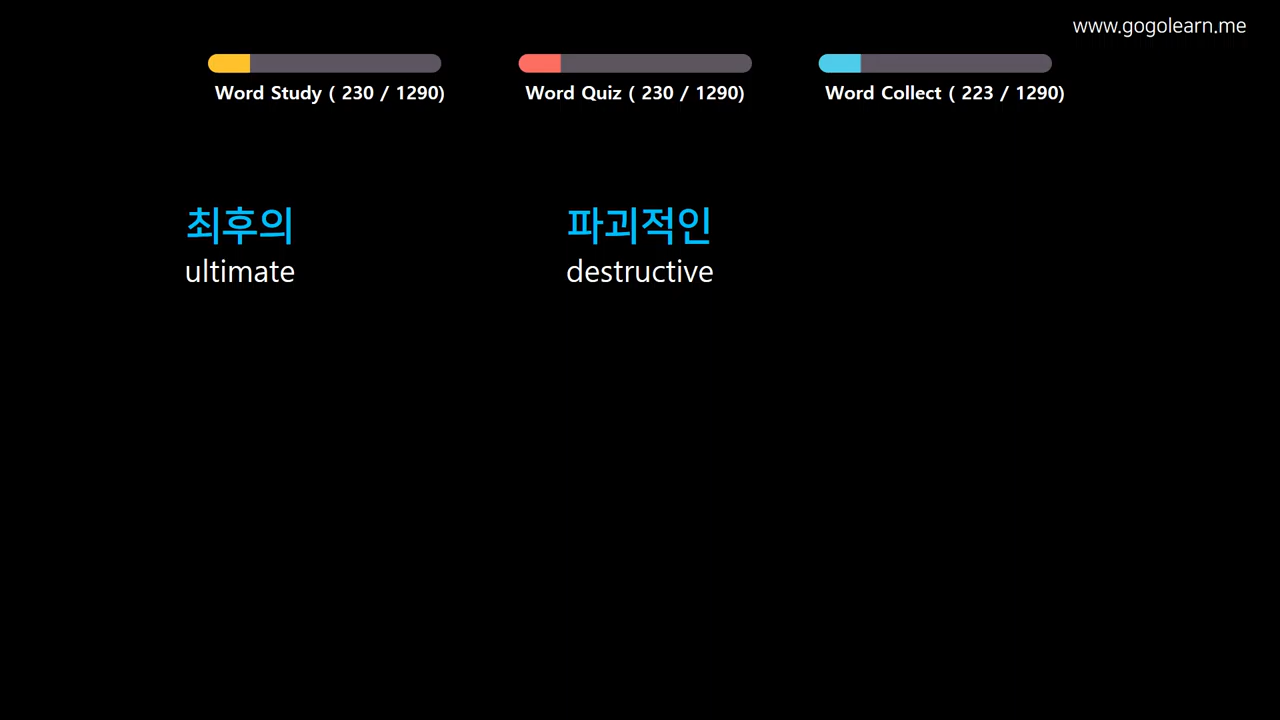 www.gogolearn.me
Word Study ( 230 / 1290)
Word Quiz ( 230 / 1290)
Word Collect ( 223 / 1290)
최후의
ultimate
파괴적인
destructive